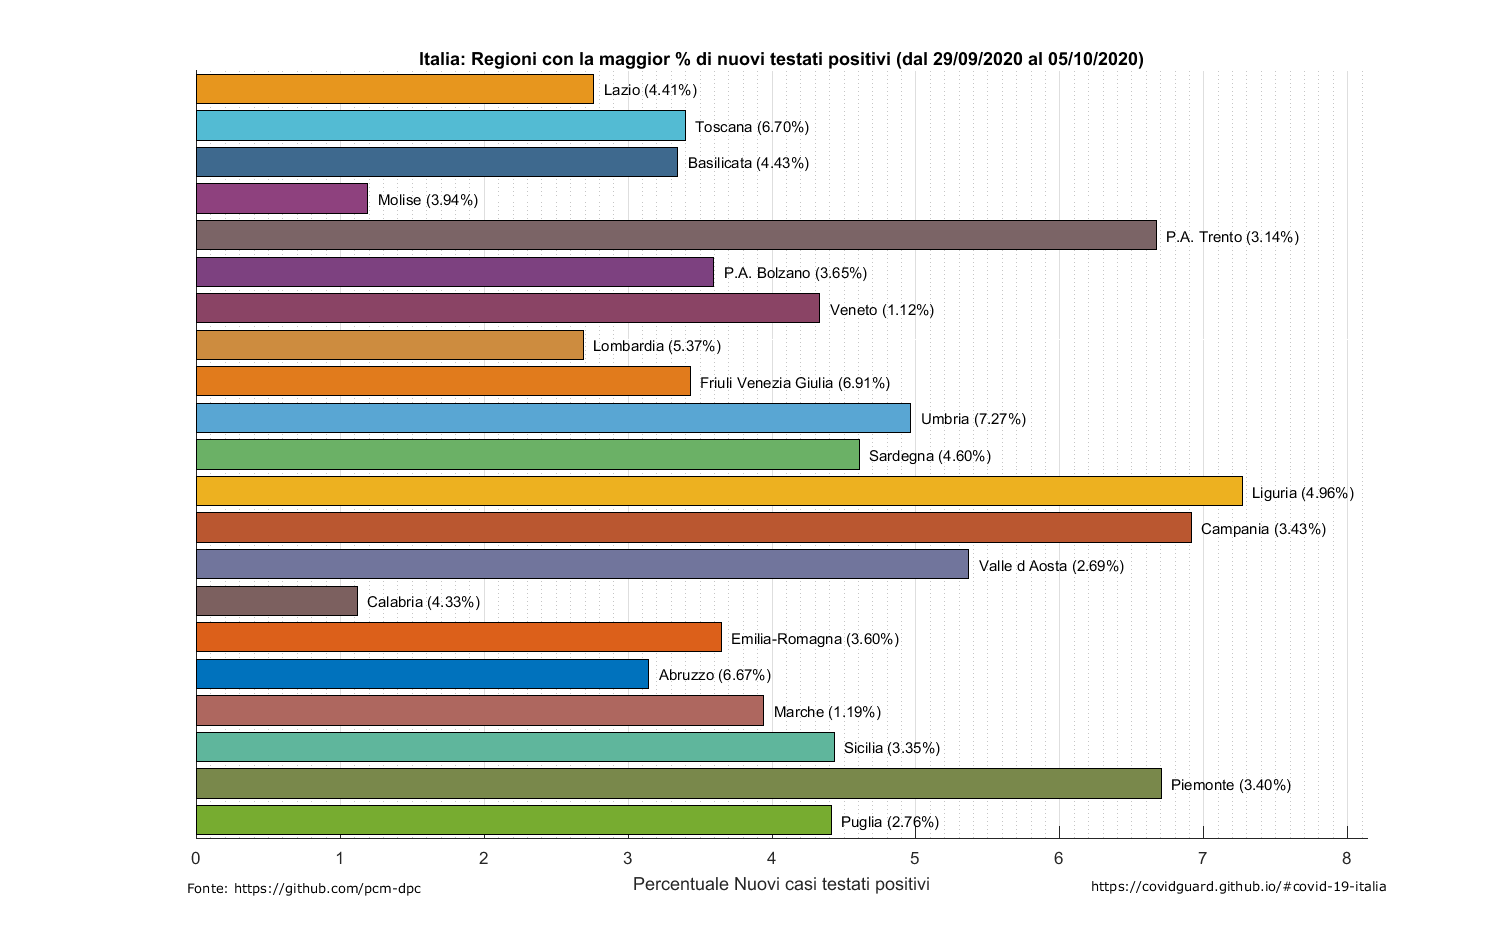 Italia: Regioni con la maggior % di nuovi testati positivi (dal 29/09/2020 al 05/10/2020)
Lazio (4.41%)
Toscana (6.70%)
Basilicata (4.43%)
Molise (3.94%)
P.A. Trento (3.14%)
P.A. Bolzano (3.65%)
Veneto (1.12%)
Lombardia (5.37%)
Friuli Venezia Giulia (6.91%)
Umbria (7.27%)
Sardegna (4.60%)
Liguria (4.96%)
Campania (3.43%)
Valle d Aosta (2.69%)
Calabria (4.33%)
Emilia-Romagna (3.60%)
Abruzzo (6.67%)
Marche (1.19%)
Sicilia (3.35%)
Piemonte (3.40%)
Puglia (2.76%)
0 1 2 3 4 5 6 7 8
Percentuale Nuovi casi testati positivi
Fonte: https://github.com/pcm-dpc
https://covidguard.github.io/#covid-19-italia